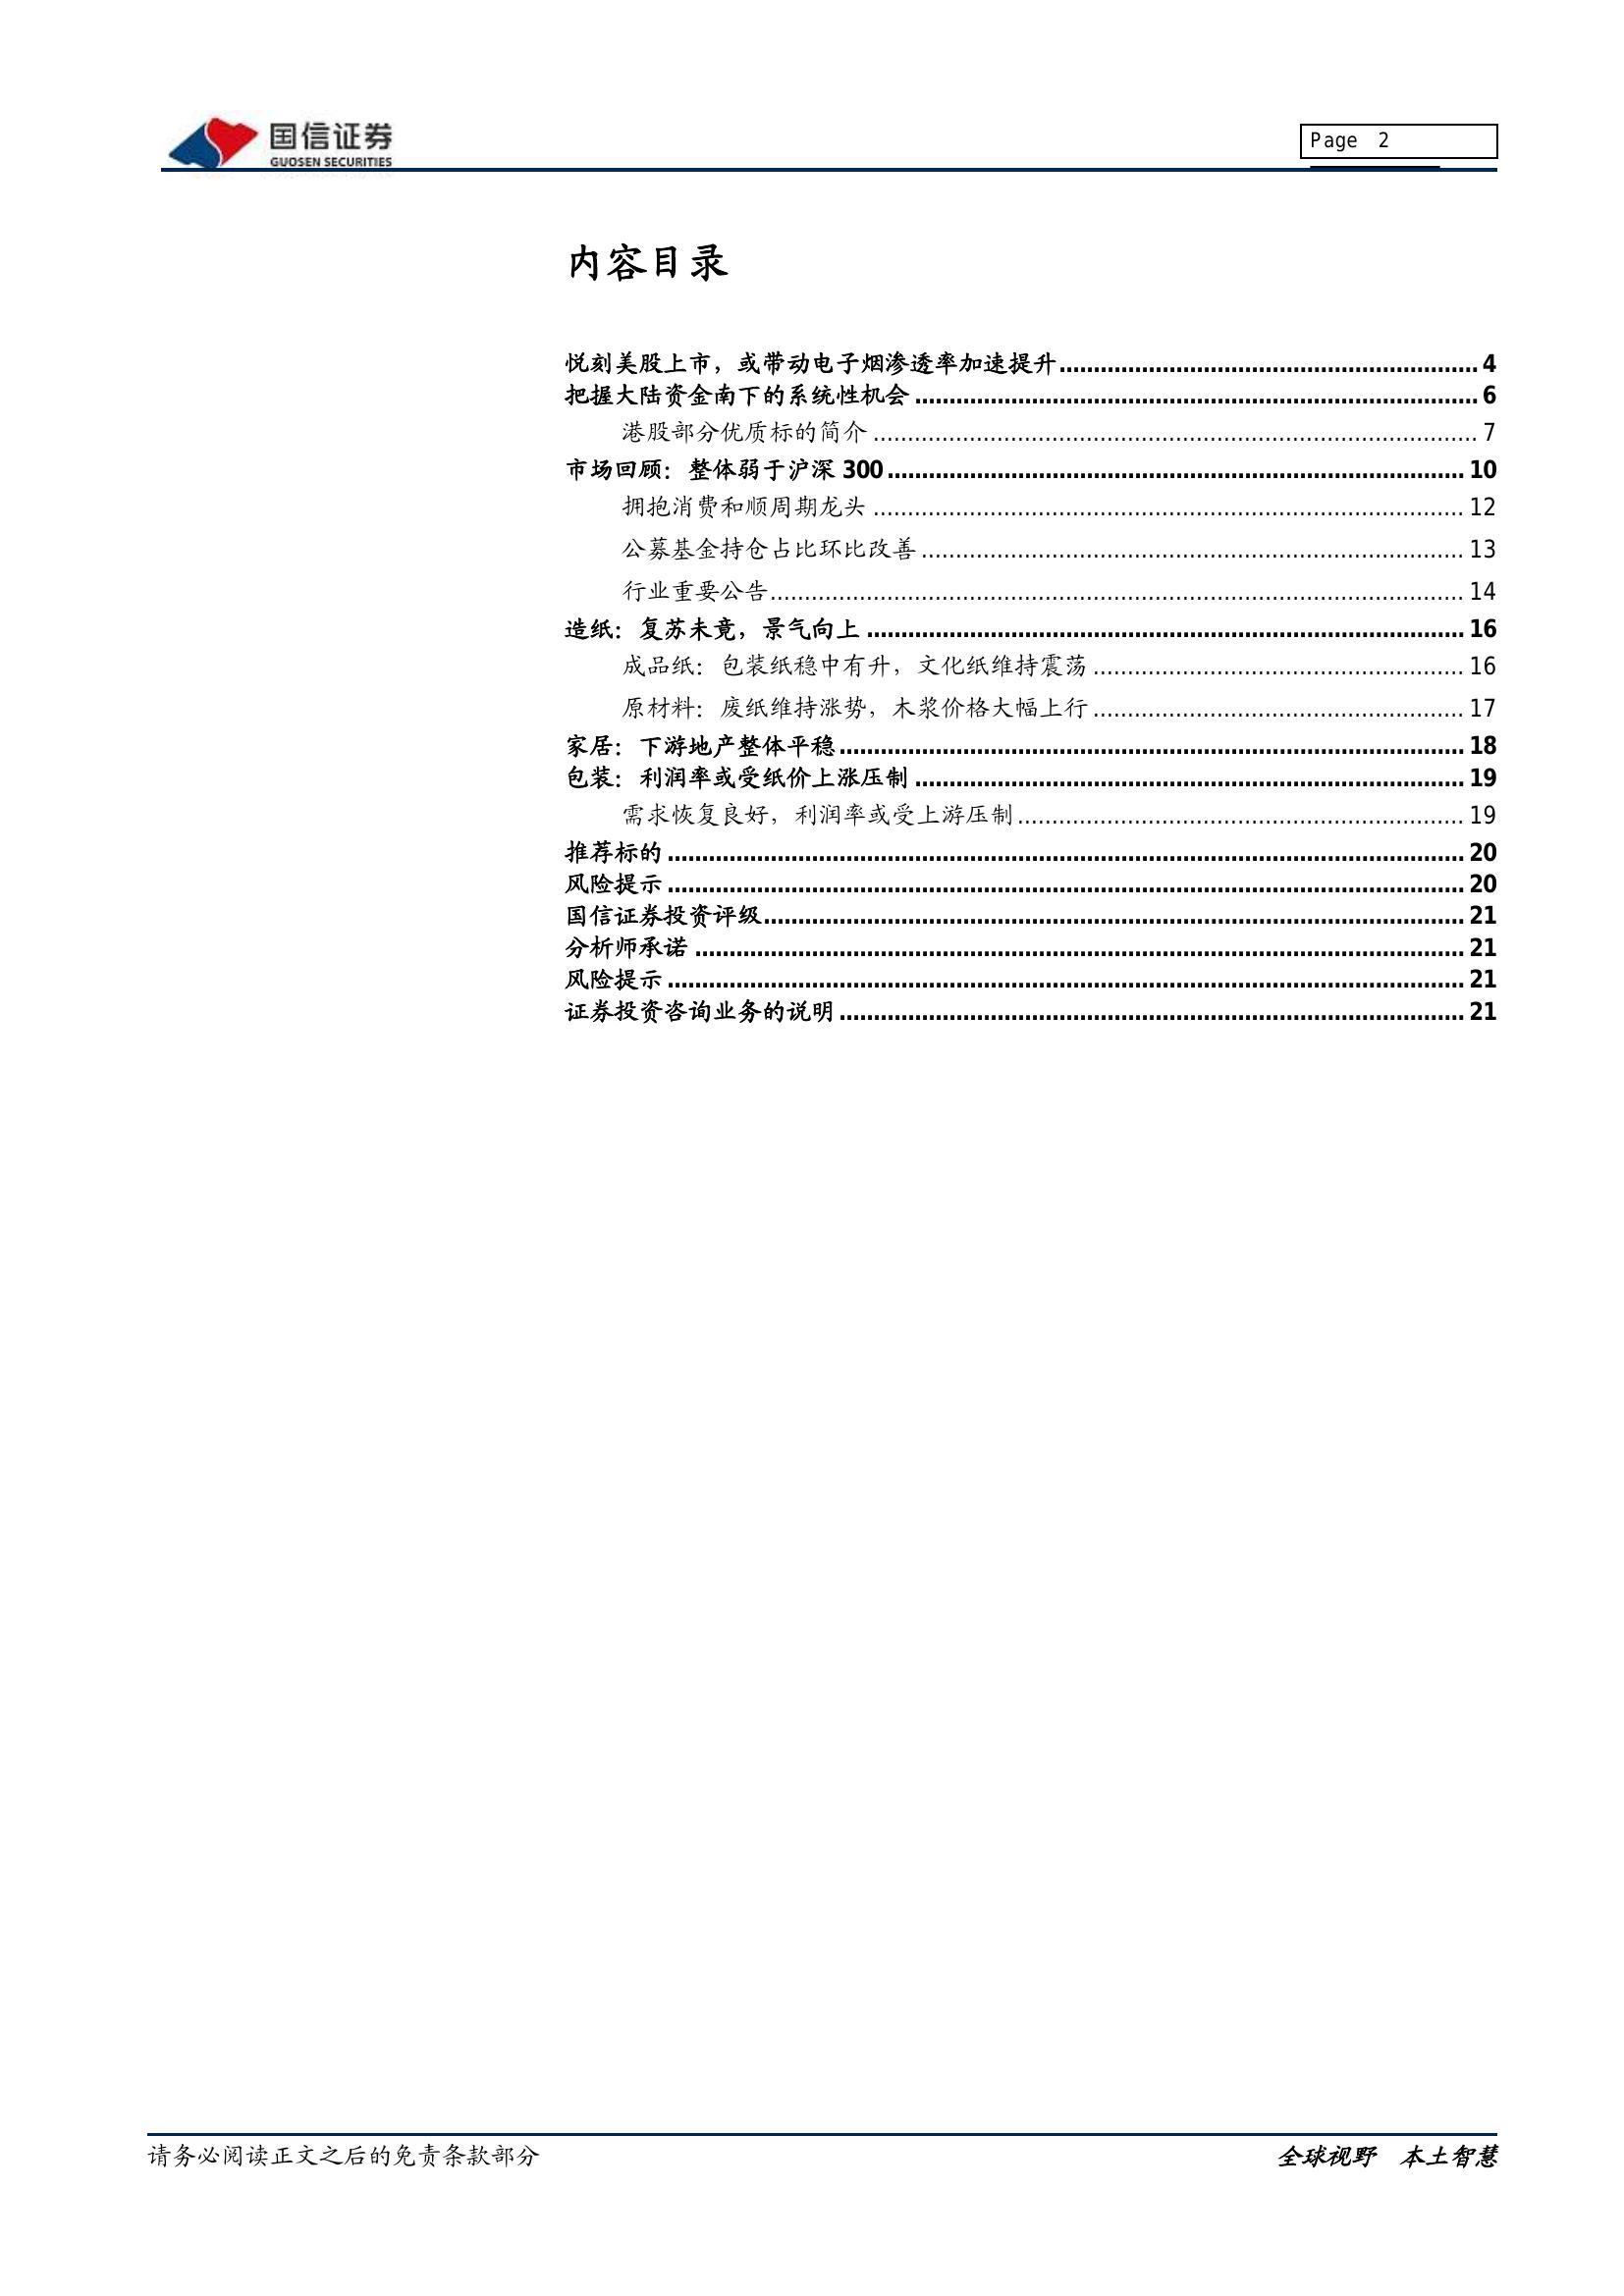 国信证券
GUOSEN SECURITIES
Page 2
内容目录
悦刻美股上市，或带动电子烟渗透率加速提升 4
把握大陆资金南下的系统性机会 6
港股部分优质标的简介 7
市场回顾：整体弱于沪深 300 10
拥抱消费和顺周期龙头 12
公募基金持仓占比环比改善 13
行业重要公告 14
造纸：复苏未竟，景气向上 16
成品纸：包装纸稳中有升，文化纸维持震荡 16
原材料：废纸维持涨势，木浆价格大幅上行 17
家居：下游地产整体平稳 18
包装：利润率或受纸价上涨压制 19
需求恢复良好，利润率或受上游压制 19
推荐标的 20
风险提示 20
国信证券投资评级 21
分析师承诺 21
风险提示 21
证券投资咨询业务的说明 21
请务必阅读正文之后的免责条款部分
全球视野 本土智慧